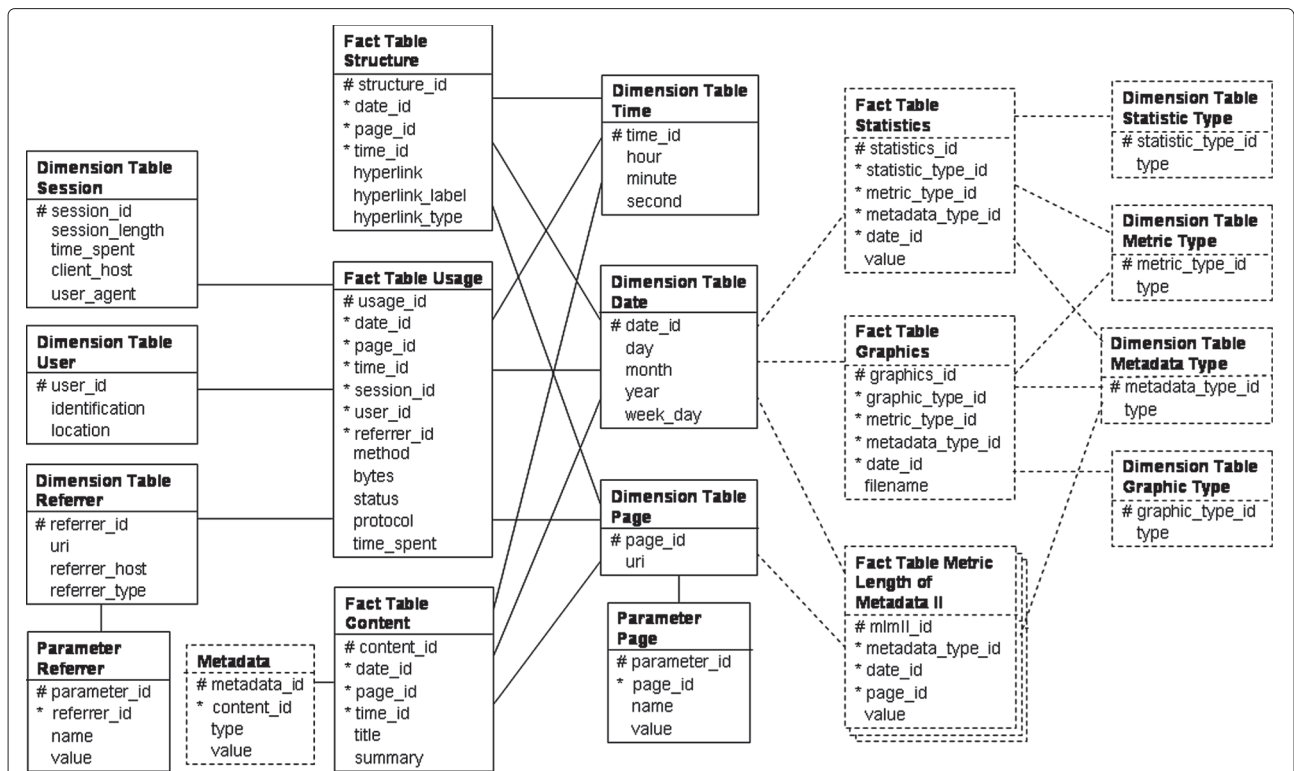 Fact Table
Structure
# structure_id
* date_id
* page_id
* time_id
hyperlink
hyperlink_label
hyperlink_type
Dimension Table
Session
# session_id
session_length
time_spent
client_host
user_agent
Fact Table Usage
# usage_id
* date_id
* page_id
* time_id
* session_id
* user_id
* referrer_id
method
bytes
status
protocol
time_spent
Dimension Table
User
# user_id
identification
location
Dimension Table
Referrer
# referrer_id
uri
referrer_host
referrer_type
Parameter
Referrer
# parameter_id
* referrer_id
name
value
Metadata
# metadata_id
* content_id
type
value
Fact Table
Content
# content_id
* date_id
* page_id
* time_id
title
summary
Dimension Table
Time
# time_id
hour
minute
second
Dimension Table
Date
# date_id
day
month
year
week_day
Dimension Table
Page
# page_id
uri
Parameter
Page
# parameter_id
* page_id
name
value
Fact Table
Statistics
# statistics_id
* statistic_type_id
* metric_type_id
* metadata_type_id
* date_id
value
Fact Table
Graphics
# graphics_id
* graphic_type_id
* metric_type_id
* metadata_type_id
* date_id
filename
Fact Table Metric
Length of
Metadata II
# mlmII_id
* metadata_type_id
* date_id
* page_id
value
Dimension Table
Statistic Type
# statistic_type_id
type
Dimension Table
Metric Type
# metric_type_id
type
Dimension Table
Metadata Type
# metadata_type_id
type
Dimension Table
Graphic Type
# graphic_type_id
type